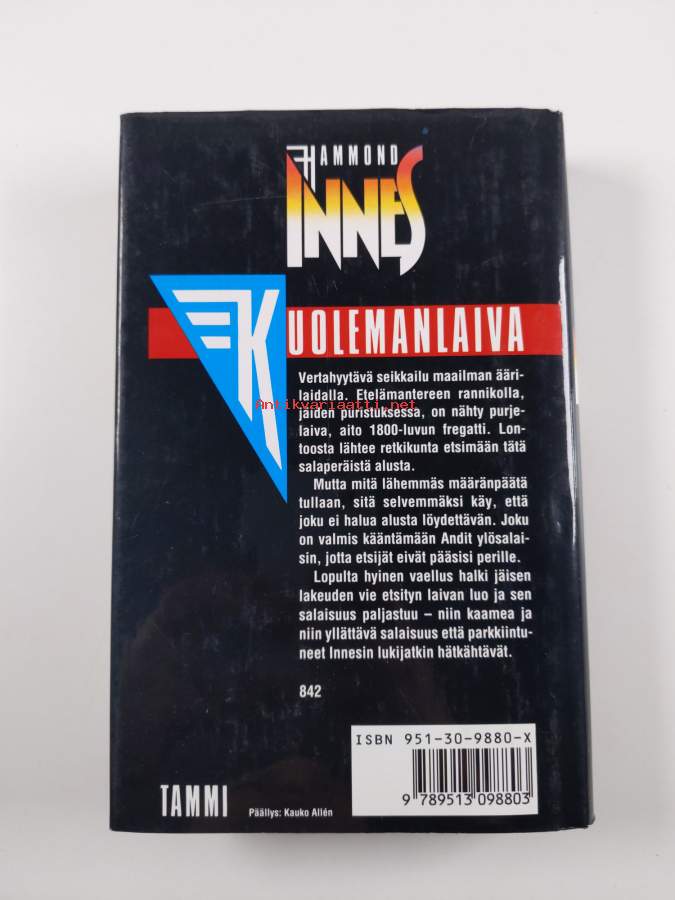 HAMMOND
INNES
KUOLEMANLAIVA
Vertahyytävä seikkailu maailman ääri-
laidalla. Etelämantereen rannikolla,
jäiden puristuksessa, on nähty purje-
laiva, aito 1800-luvun fregatti. Lon-
toosta lähtee retkikunta etsimään tätä
salaperäistä alusta.
Mutta mitä lähemmäs määränpäätä
tullaan, sitä selvemmäksi käy, että
joku ei halua alusta löydettävän. Joku
on valmis kääntämään Andit ylösalai-
sin, jotta etsijät eivät pääsisi perille.
Lopulta hyinen vaellus halki jäisen
lakeuden vie etsityn laivan luo ja sen
salaisuus paljastuu – niin kaamea ja
niin yllättävä salaisuus että parkkiintu-
neet Innesin lukijatkin hätkähtävät.
842
ISBN 951-30-9880-X
9 789513 098803
TAMMI
Päällys: Kauko Allén
Antikvariaatti.net